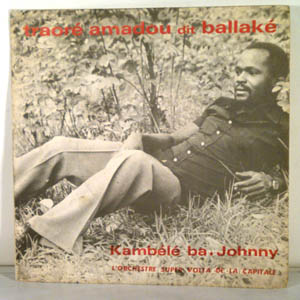 traoré amadou dit ballaké
Kambélé ba. Johnny
L'ORCHESTRE SUPER VOLTA DE LA CAPITALE